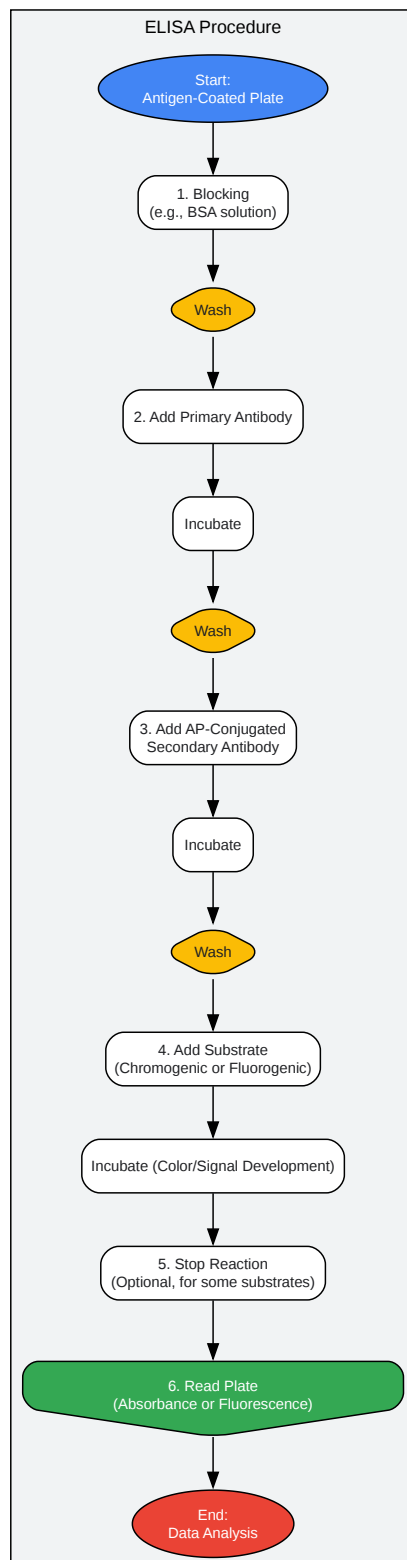 ELISA Procedure
Start:
Antigen-Coated Plate
1. Blocking
(e.g., BSA solution)
Wash
2. Add Primary Antibody
Incubate
Wash
3. Add AP-Conjugated
Secondary Antibody
Incubate
Wash
4. Add Substrate
(Chromogenic or Fluorogenic)
Incubate (Color/Signal Development)
5. Stop Reaction
(Optional, for some substrates)
6. Read Plate
(Absorbance or Fluorescence)
End:
Data Analysis